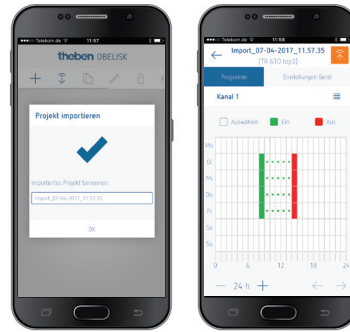 Telekom.de 11:57
theben OBELISK
Projekt importieren
Importiertes Projekt benennen:
Import_07-04-2017_11.57.35
OK
Telekom.de 11:58
Import_07-04-2017_11.57.35
[TR 610 top3]
Programm Einstellungen Gerät
Kanal 1
Auswählen Ein Aus
Mo.
Di.
Mi.
Do.
Fr.
Sa.
So.
0 6 12 18 24
24 h